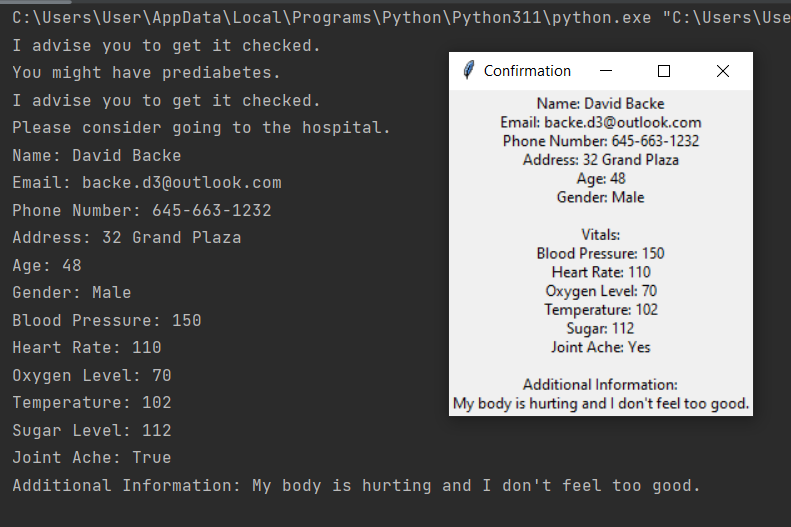 C:\Users\User\AppData\Local\Programs\Python\Python311\python.exe "C:\Users\Use
I advise you to get it checked.
You might have prediabetes.
I advise you to get it checked.
Please consider going to the hospital.
Name: David Backe
Email: backe.d3@outlook.com
Phone Number: 645-663-1232
Address: 32 Grand Plaza
Age: 48
Gender: Male
Blood Pressure: 150
Heart Rate: 110
Oxygen Level: 70
Temperature: 102
Sugar Level: 112
Joint Ache: True
Additional Information: My body is hurting and I don't feel too good.
Confirmation
Name: David Backe
Email: backe.d3@outlook.com
Phone Number: 645-663-1232
Address: 32 Grand Plaza
Age: 48
Gender: Male
Vitals:
Blood Pressure: 150
Heart Rate: 110
Oxygen Level: 70
Temperature: 102
Sugar: 112
Joint Ache: Yes
Additional Information:
My body is hurting and I don't feel too good.